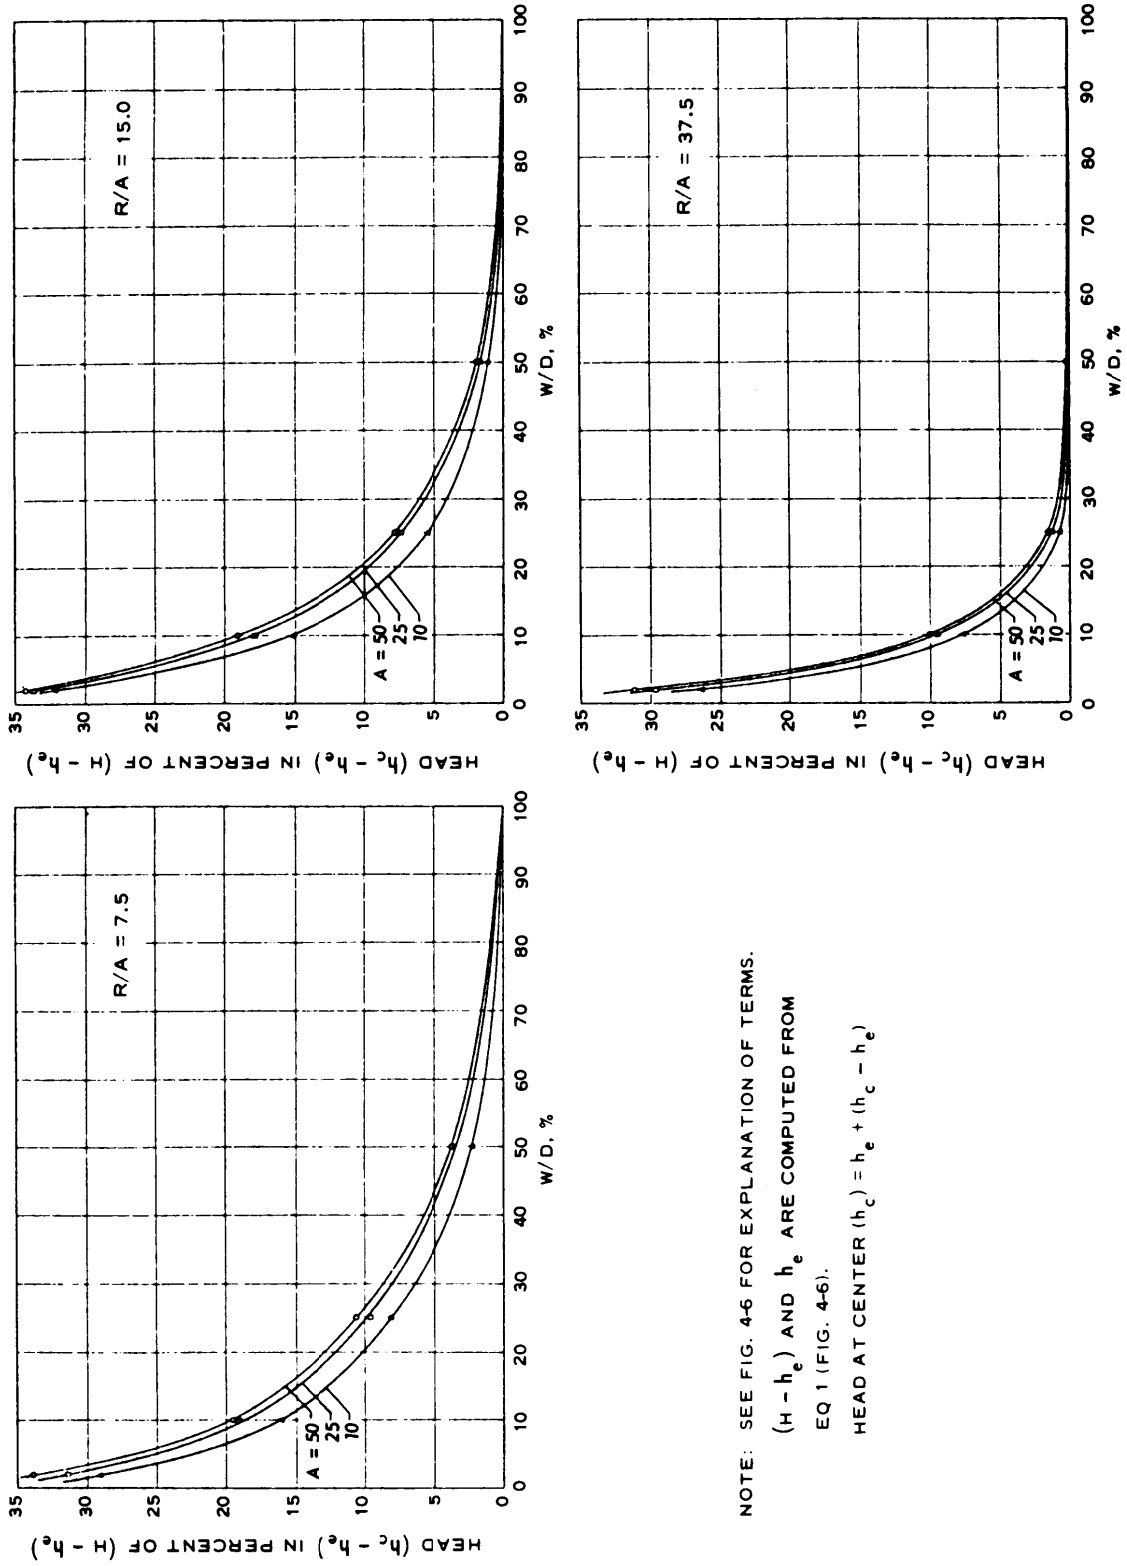 R/A = 7.5
HEAD (hc - he) IN PERCENT OF (H - he)
35
30
25
20
15
10
5
0
A = 50
25
10
0 10 20 30 40 50 60 70 80 90 100
W/D, %
R/A = 15.0
HEAD (hc - he) IN PERCENT OF (H - he)
35
30
25
20
15
10
5
0
A = 50
25
10
0 10 20 30 40 50 60 70 80 90 100
W/D, %
R/A = 37.5
HEAD (hc - he) IN PERCENT OF (H - he)
35
30
25
20
15
10
5
0
A = 50
25
10
0 10 20 30 40 50 60 70 80 90 100
W/D, %
NOTE: SEE FIG. 4-6 FOR EXPLANATION OF TERMS.
(H - he) AND he ARE COMPUTED FROM
EQ 1 (FIG. 4-6).
HEAD AT CENTER (hc) = he + (hc - he)